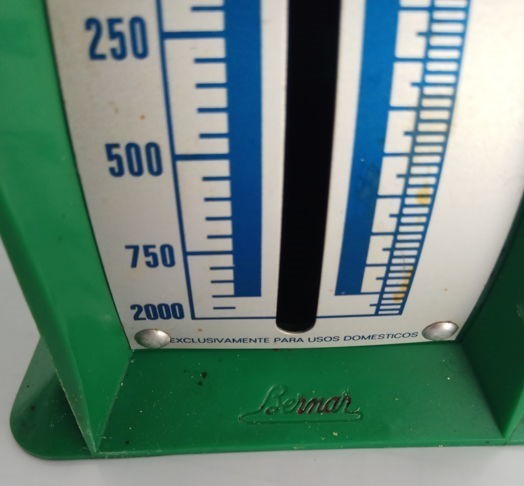 250
500
750
2000
EXCLUSIVAMENTE PARA USOS DOMESTICOS
Bernar